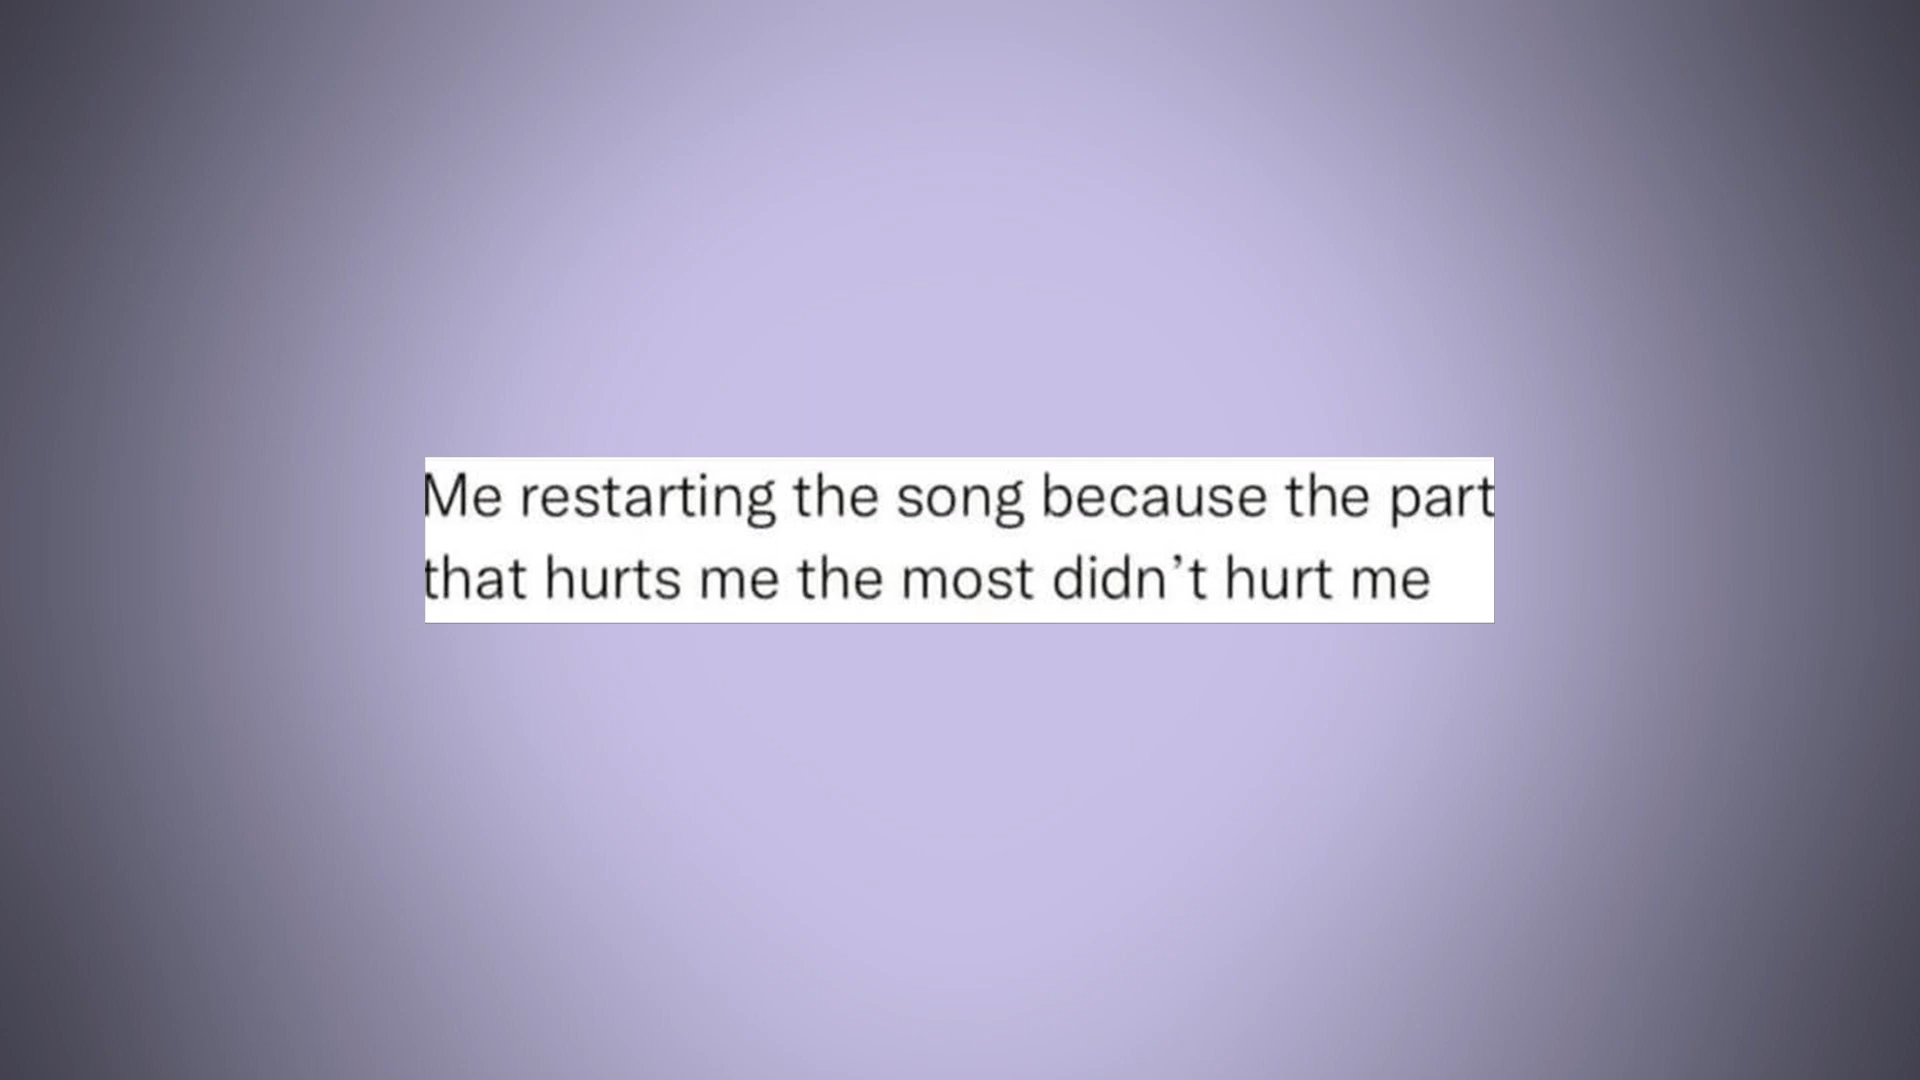 Me restarting the song because the part
that hurts me the most didn’t hurt me